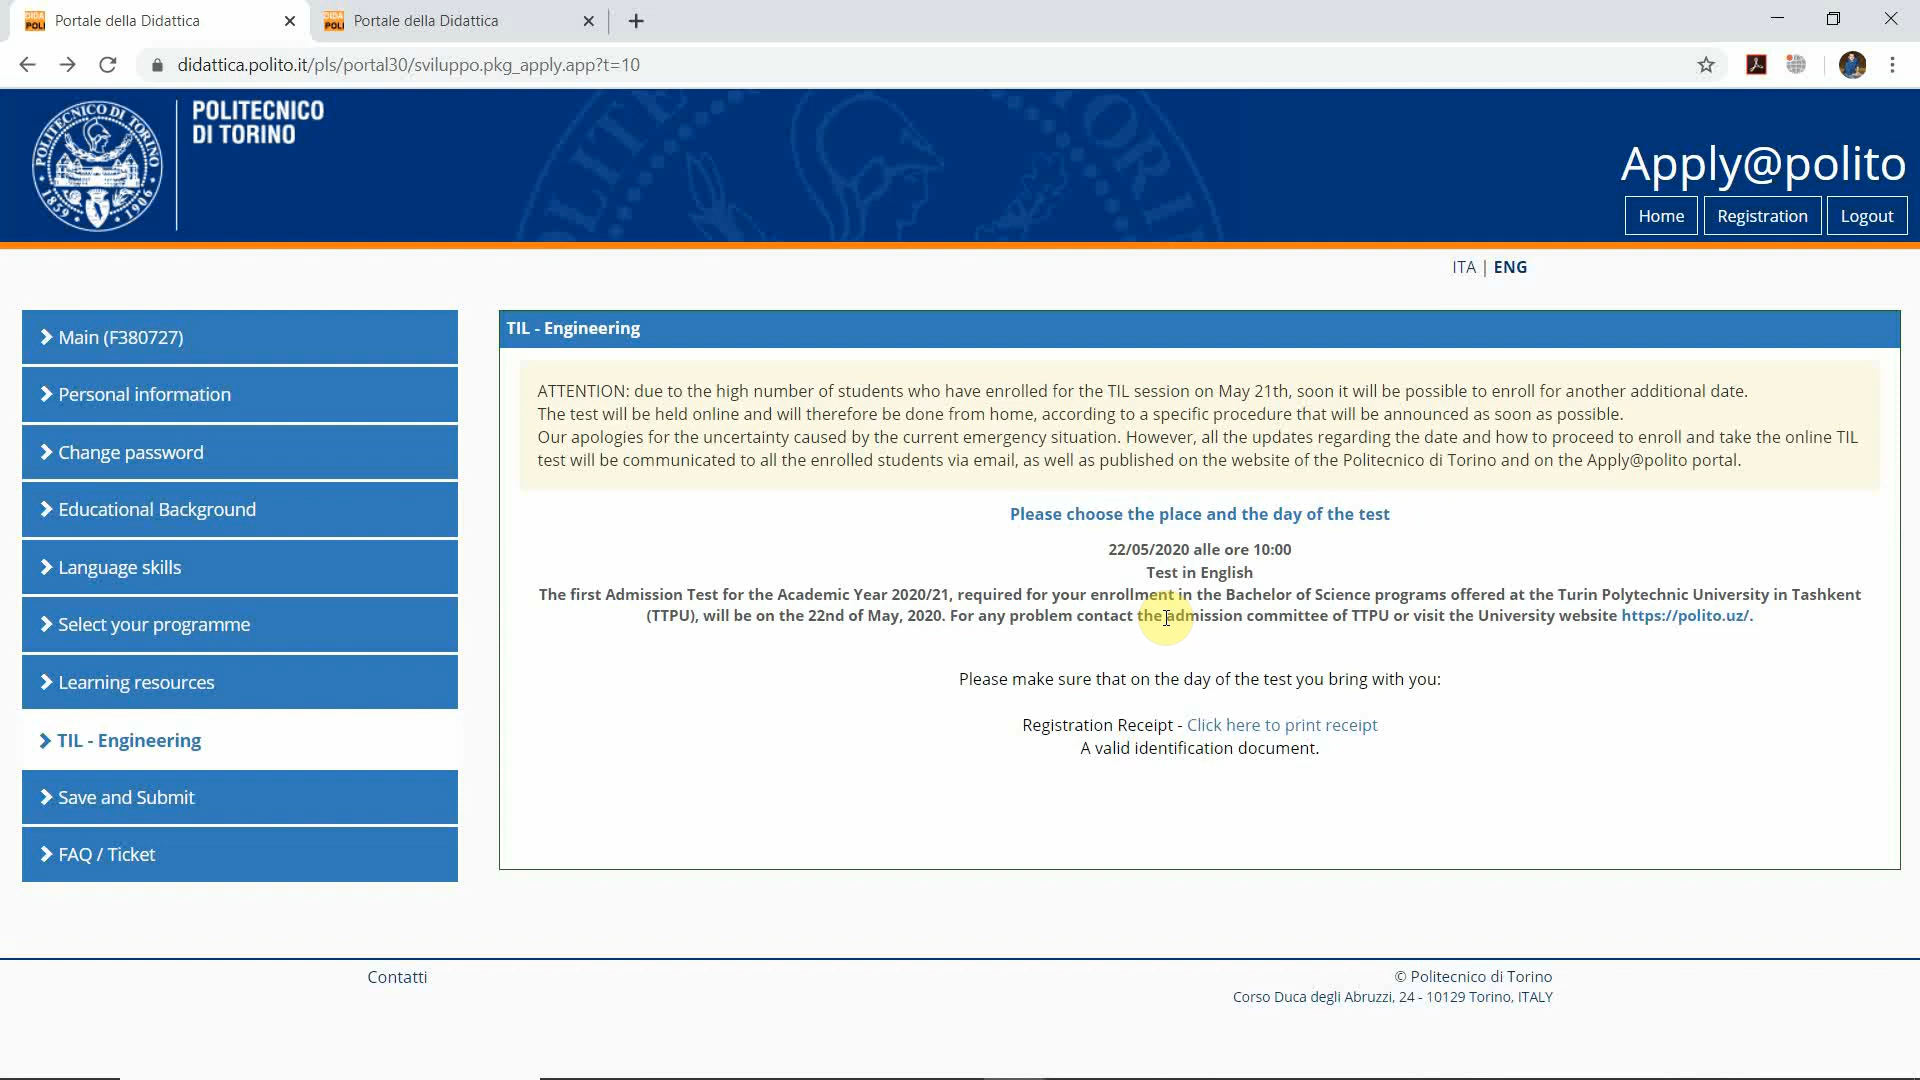 Portale della Didattica
Portale della Didattica
didattica.polito.it/pls/portal30/sviluppo.pkg_apply.app?t=10
POLITECNICO
DI TORINO
POLITECNICO DI TORINO
1859
1906
Apply@polito
Home
Registration
Logout
ITA | ENG
Main (F380727)
Personal information
Change password
Educational Background
Language skills
Select your programme
Learning resources
TIL - Engineering
Save and Submit
FAQ / Ticket
TIL - Engineering
ATTENTION: due to the high number of students who have enrolled for the TIL session on May 21th, soon it will be possible to enroll for another additional date.
The test will be held online and will therefore be done from home, according to a specific procedure that will be announced as soon as possible.
Our apologies for the uncertainty caused by the current emergency situation. However, all the updates regarding the date and how to proceed to enroll and take the online TIL
test will be communicated to all the enrolled students via email, as well as published on the website of the Politecnico di Torino and on the Apply@polito portal.
Please choose the place and the day of the test
22/05/2020 alle ore 10:00
Test in English
The first Admission Test for the Academic Year 2020/21, required for your enrollment in the Bachelor of Science programs offered at the Turin Polytechnic University in Tashkent
(TTPU), will be on the 22nd of May, 2020. For any problem contact the admission committee of TTPU or visit the University website https://polito.uz/.
Please make sure that on the day of the test you bring with you:
Registration Receipt - Click here to print receipt
A valid identification document.
Contatti
© Politecnico di Torino
Corso Duca degli Abruzzi, 24 - 10129 Torino, ITALY